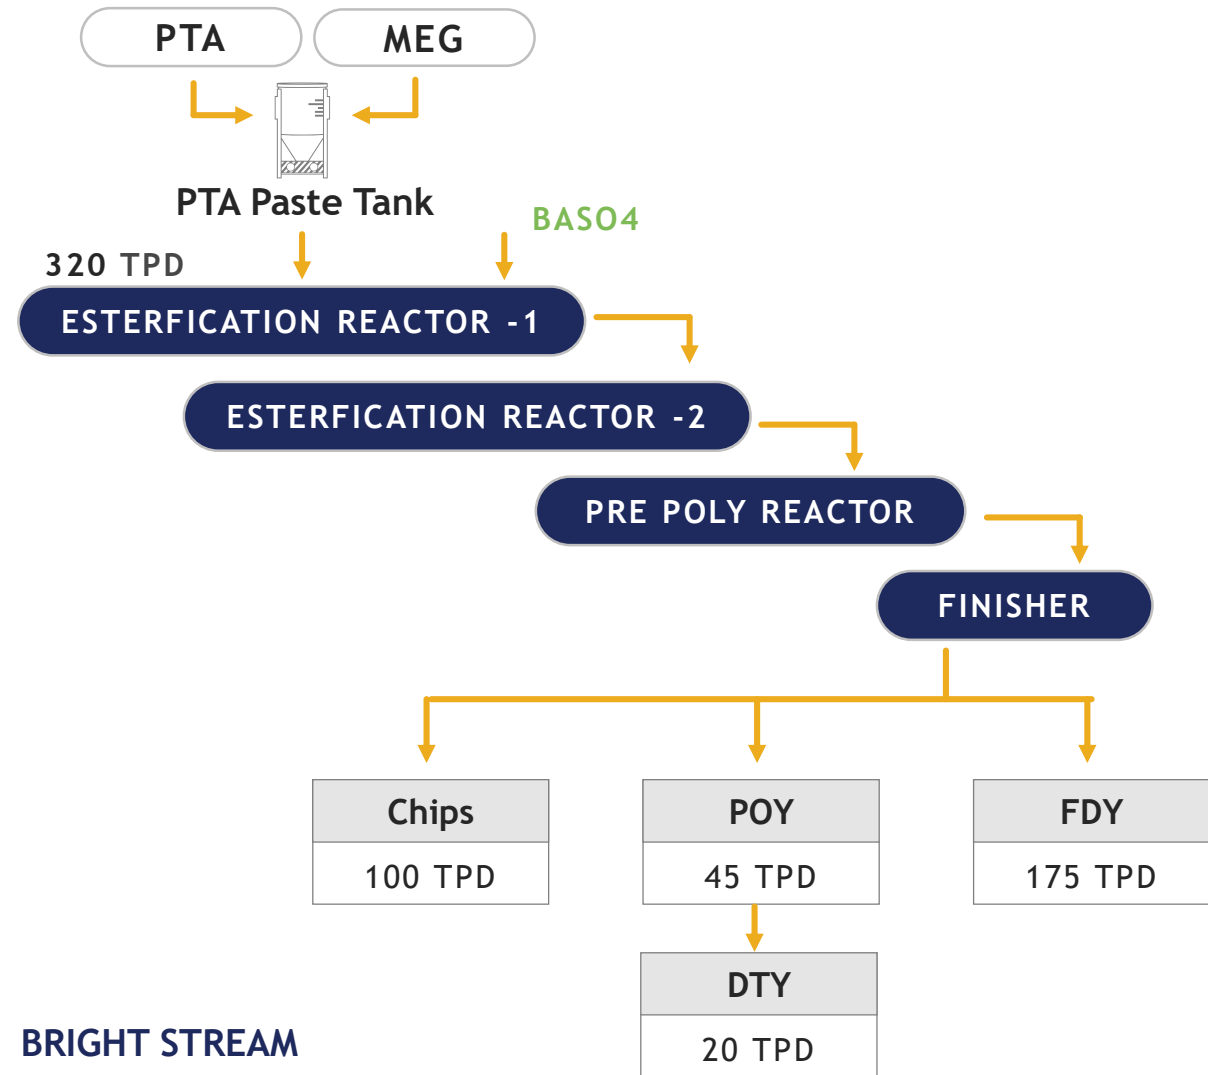 PTA
MEG
PTA Paste Tank
BASO4
320 TPD
ESTERFICATION REACTOR -1
ESTERFICATION REACTOR -2
PRE POLY REACTOR
FINISHER
Chips
POY
FDY
100 TPD
45 TPD
175 TPD
DTY
20 TPD
BRIGHT STREAM